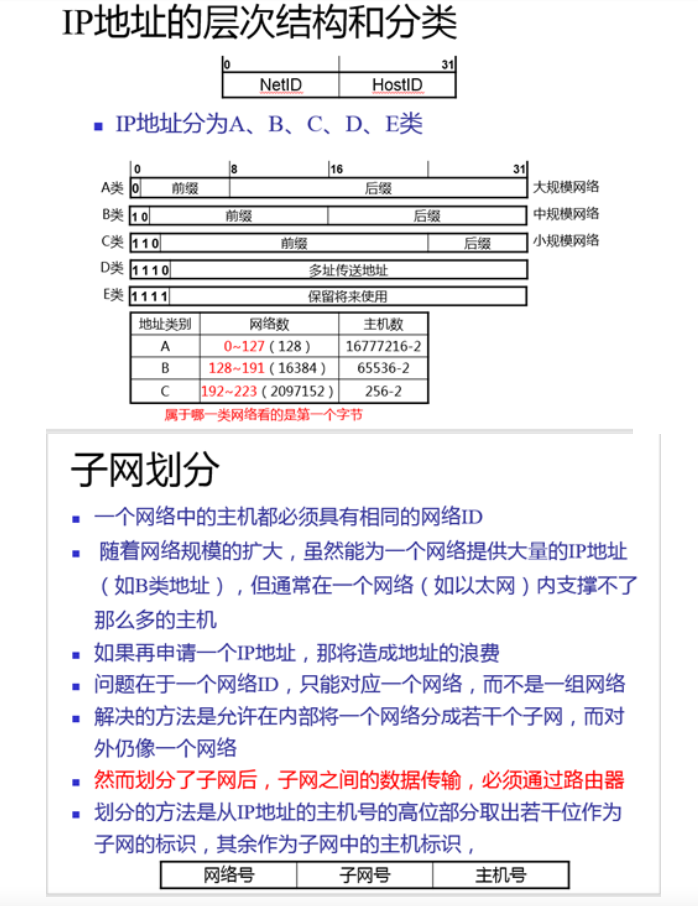 IP地址的层次结构和分类
0 31
NetID HostID
IP地址分为A、B、C、D、E类
0 8 16 31
A类 0 前缀 后缀 大规模网络
B类 1 0 前缀 后缀 中规模网络
C类 1 1 0 前缀 后缀 小规模网络
D类 1 1 1 0 多址传送地址
E类 1 1 1 1 保留将来使用
地址类别 网络数 主机数
A 0~127（128） 16777216-2
B 128~191（16384） 65536-2
C 192~223（2097152） 256-2
属于哪一类网络看的是第一个字节
子网划分
一个网络中的主机都必须具有相同的网络ID
随着网络规模的扩大，虽然能为一个网络提供大量的IP地址
（如B类地址），但通常在一个网络（如以太网）内支撑不了
那么多的主机
如果再申请一个IP地址，那将造成地址的浪费
问题在于一个网络ID，只能对应一个网络，而不是一组网络
解决的方法是允许在内部将一个网络分成若干个子网，而对
外仍像一个网络
然而划分了子网后，子网之间的数据传输，必须通过路由器
划分的方法是从IP地址的主机号的高位部分取出若干位作为
子网的标识，其余作为子网中的主机标识，
网络号 子网号 主机号